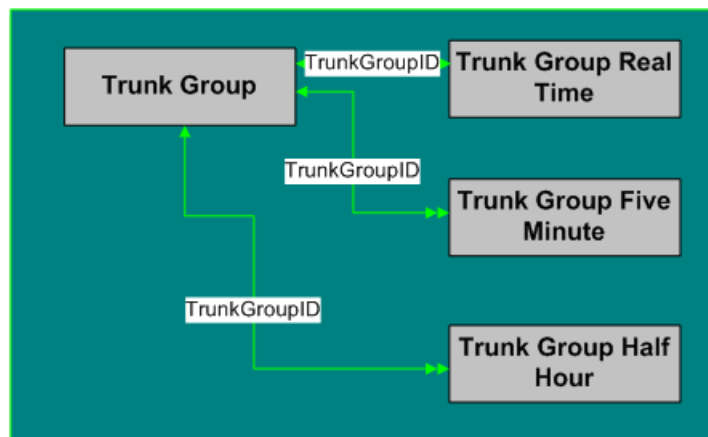 Trunk Group
TrunkGroupID
Trunk Group Real
Time
TrunkGroupID
Trunk Group Five
Minute
TrunkGroupID
Trunk Group Half
Hour